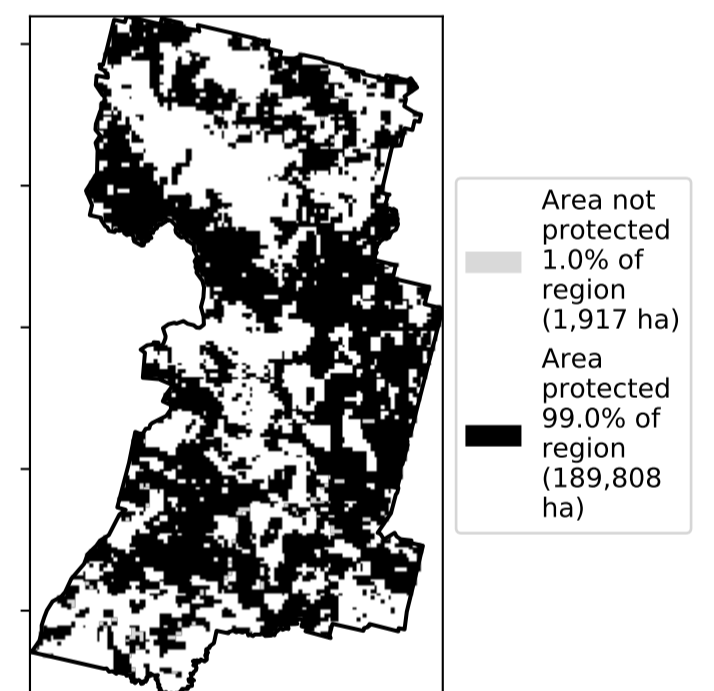 Area not
protected
1.0% of
region
(1,917 ha)
Area
protected
99.0% of
region
(189,808
ha)